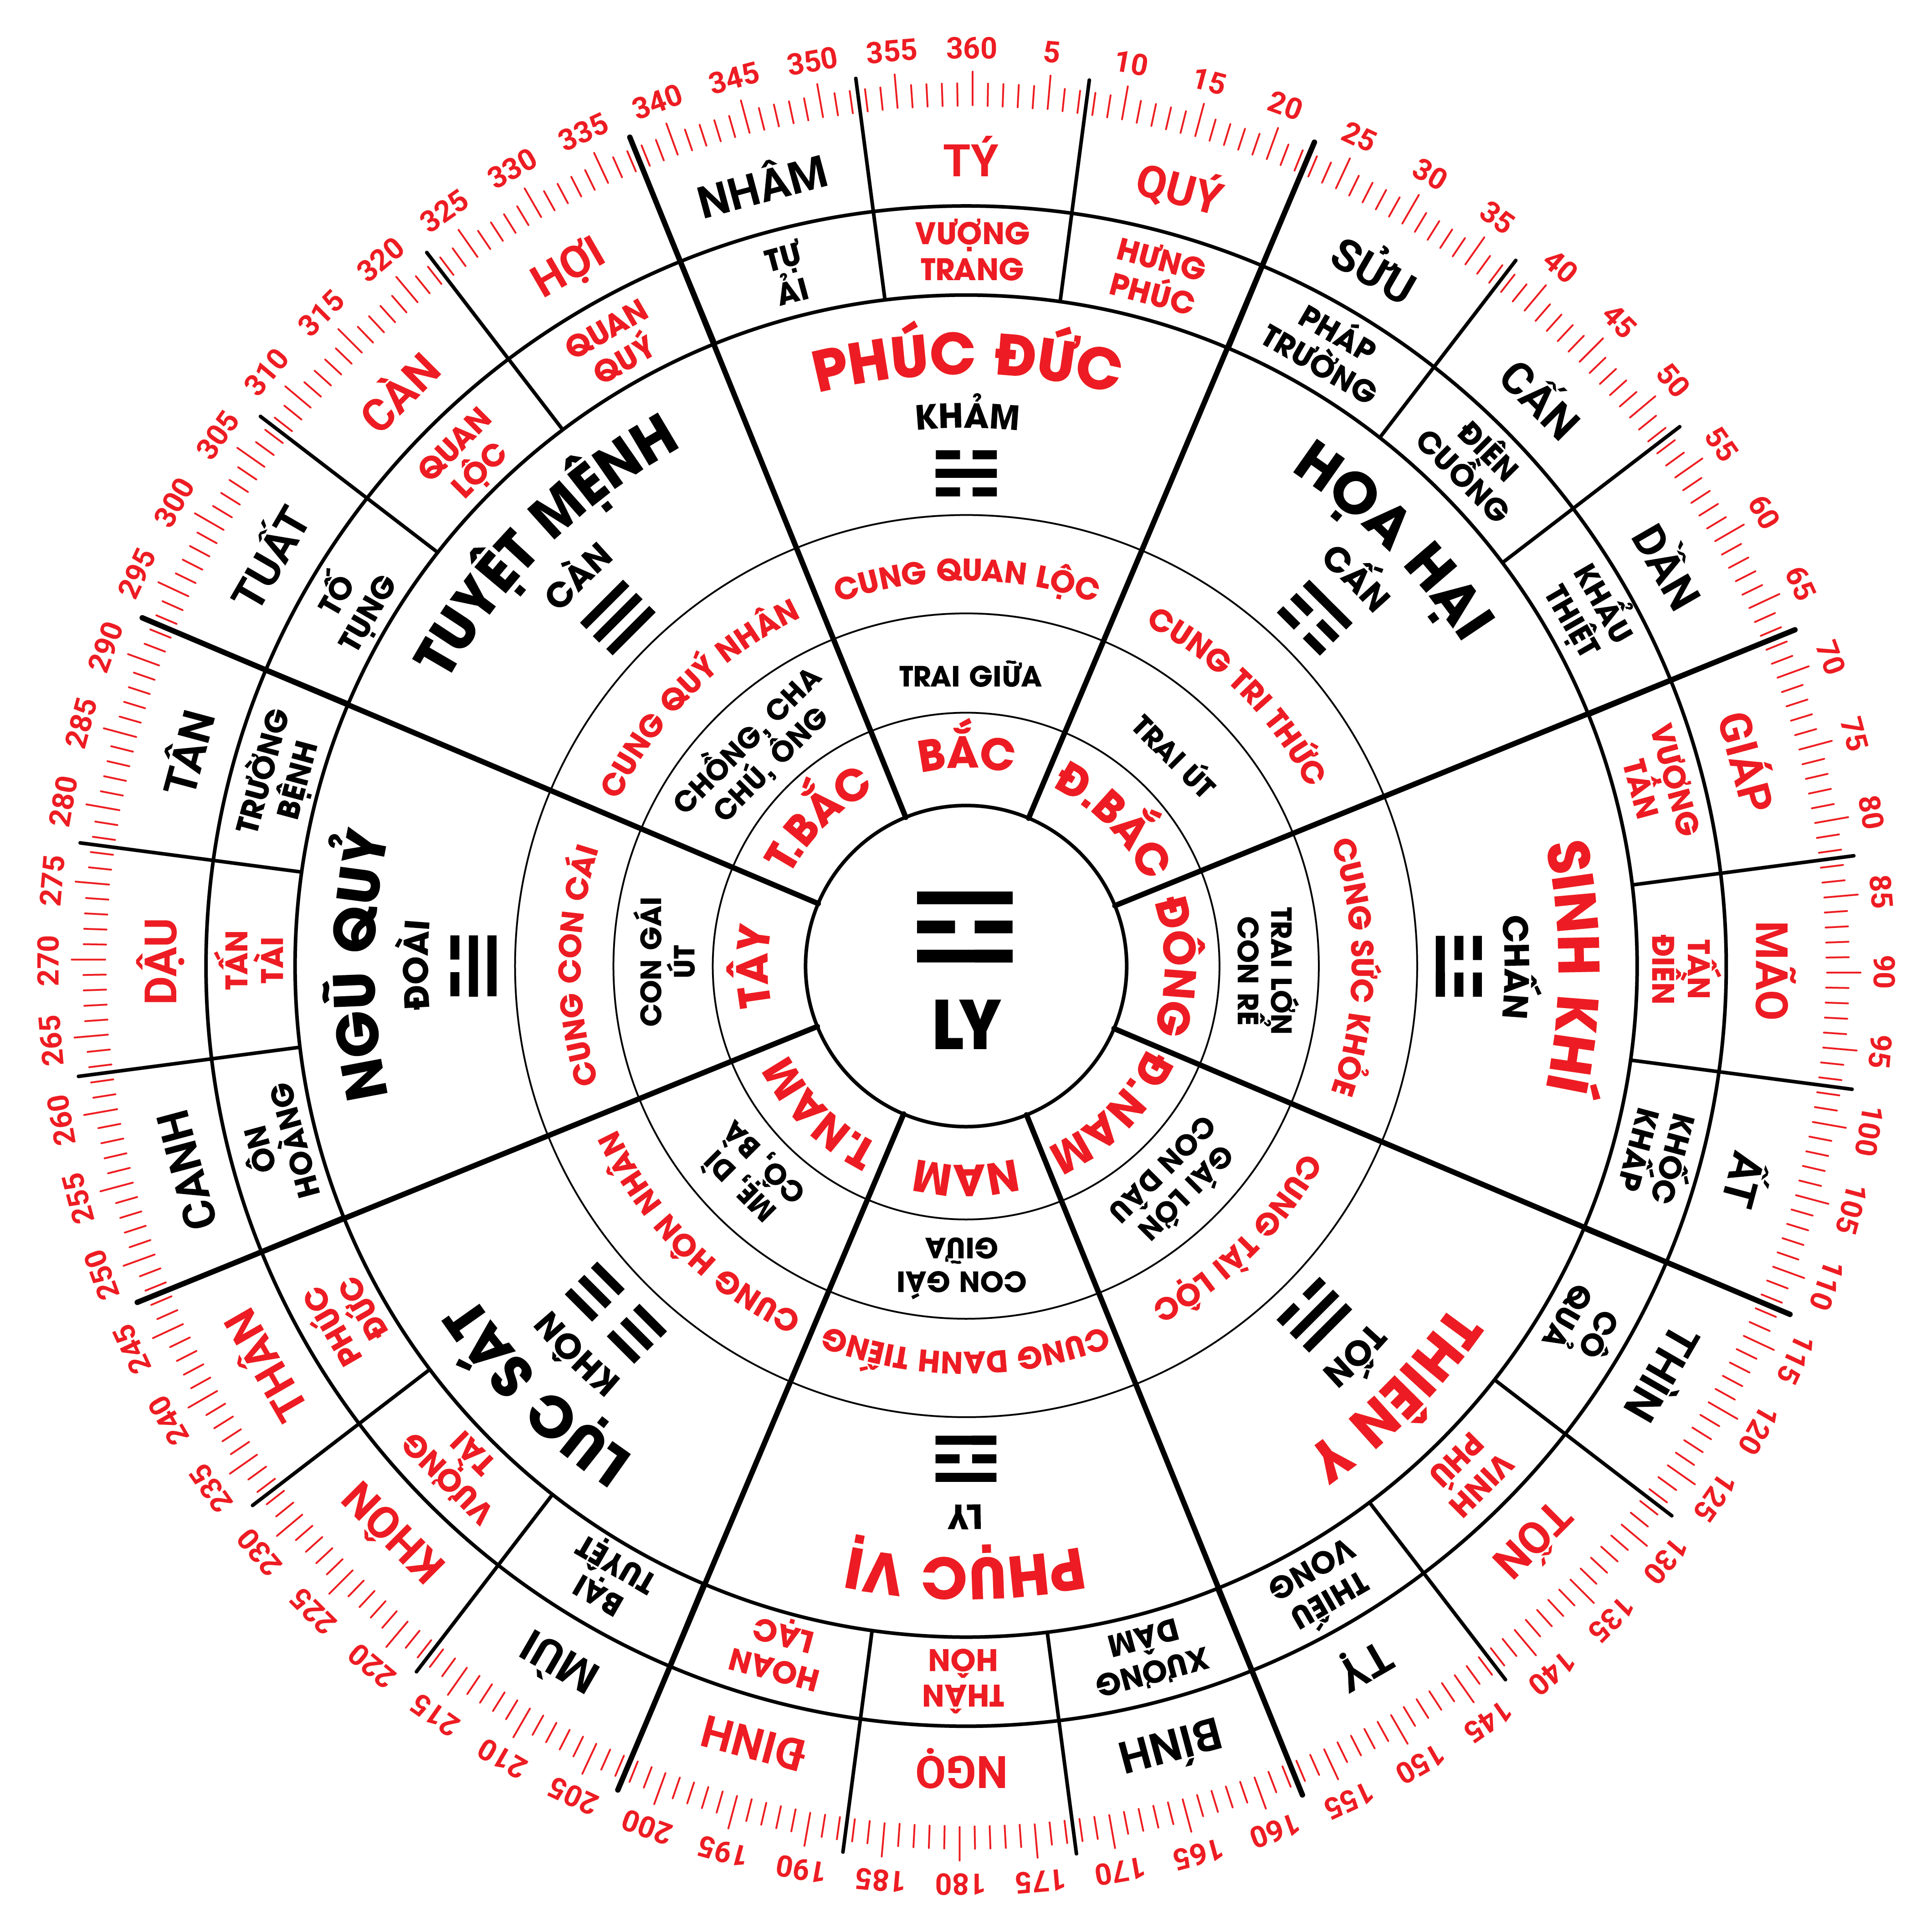 360
5
10
15
20
25
30
35
40
45
50
55
60
65
70
75
80
85
90
95
100
105
110
115
120
125
130
135
140
145
150
155
160
165
170
175
180
185
190
195
200
205
210
215
220
225
230
235
240
245
250
255
260
265
270
275
280
285
290
295
300
305
310
315
320
325
330
335
340
345
350
355
NHÂM
TÝ
QUÝ
SỬU
CẤN
DẦN
GIÁP
MÃO
ẤT
THÌN
TỐN
TỴ
BÍNH
NGỌ
ĐINH
MÙI
KHÔN
THÂN
CANH
DẬU
TÂN
TUẤT
CÀN
HỢI
TỰ
ẢI
VƯỢNG
TRANG
HƯNG
PHÚC
PHÁP
TRƯỜNG
ĐIÊN
CUỒNG
KHẨU
THIỆT
VƯỢNG
TÀN
TẤN
ĐIỀN
KHỐC
KHẤP
CÔ
QUẢ
VINH
PHÚ
THIẾU
VONG
XƯƠNG
DÂM
THÂN
HÔN
HOAN
LẠC
BẠI
TUYỆT
VƯỢNG
TÀI
PHÚC
ĐỨC
ÔN
HOÀNG
TẤN
TÀI
TRƯỜNG
BỆNH
TỐ
TỤNG
QUAN
LỘC
QUAN
QUÝ
PHÚC ĐỨC
KHẢM
HỌA HẠI
CẤN
SINH KHÍ
CHẤN
THIÊN Y
TỐN
PHỤC VỊ
LY
LỤC SÁT
KHÔN
NGŨ QUỶ
ĐOÀI
TUYỆT MỆNH
CÀN
CUNG QUAN LỘC
CUNG TRI THỨC
CUNG SỨC KHỎE
CUNG TÀI LỘC
CUNG DANH TIẾNG
CUNG HÔN NHÂN
CUNG CON CÁI
CUNG QUÝ NHÂN
TRAI GIỮA
TRAI ÚT
TRAI LỚN
CON RỂ
GÁI LỚN
CON DÂU
CON GÁI
GIỮA
MẸ, DÌ
CÔ, BÀ
CON GÁI
ÚT
CHỒNG, CHA
CHÚ, ÔNG
BẮC
Đ.BẮC
ĐÔNG
Đ.NAM
NAM
T.NAM
TÂY
T.BẮC
LY